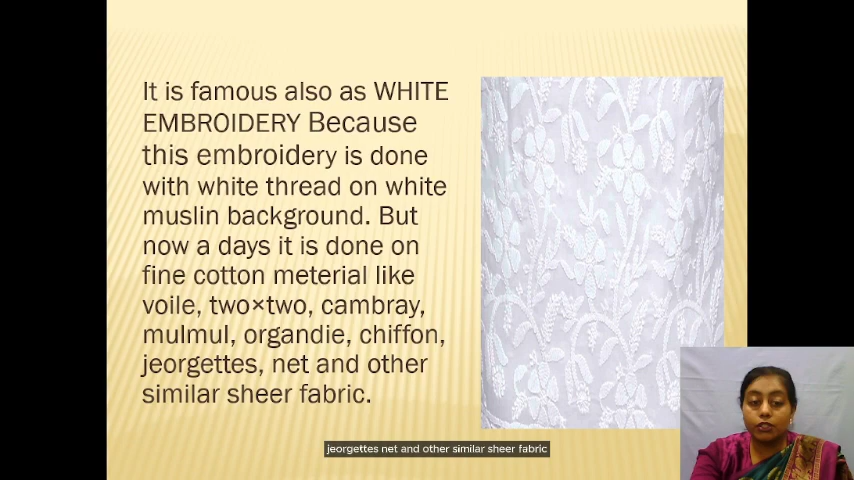 It is famous also as WHITE
EMBROIDERY Because
this embroidery is done
with white thread on white
muslin background. But
now a days it is done on
fine cotton meterial like
voile, two×two, cambray,
mulmul, organdie, chiffon,
jeorgettes, net and other
similar sheer fabric.
jeorgettes net and other similar sheer fabric